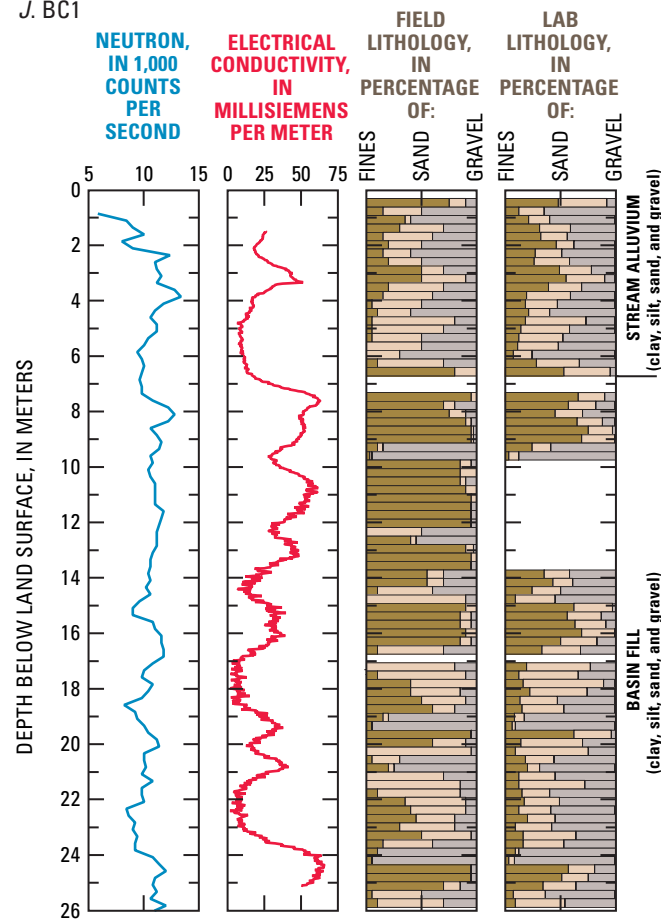 J. BC1
NEUTRON,
IN 1,000
COUNTS
PER
SECOND
ELECTRICAL
CONDUCTIVITY,
IN
MILLISIEMENS
PER METER
FIELD
LITHOLOGY,
IN
PERCENTAGE
OF:
LAB
LITHOLOGY,
IN
PERCENTAGE
OF:
FINES
SAND
GRAVEL
FINES
SAND
GRAVEL
5 10 15
0 25 50 75
0
2
4
6
8
10
12
14
16
18
20
22
24
26
DEPTH BELOW LAND SURFACE, IN METERS
STREAM ALLUVIUM
(clay, silt, sand, and gravel)
BASIN FILL
(clay, silt, sand, and gravel)